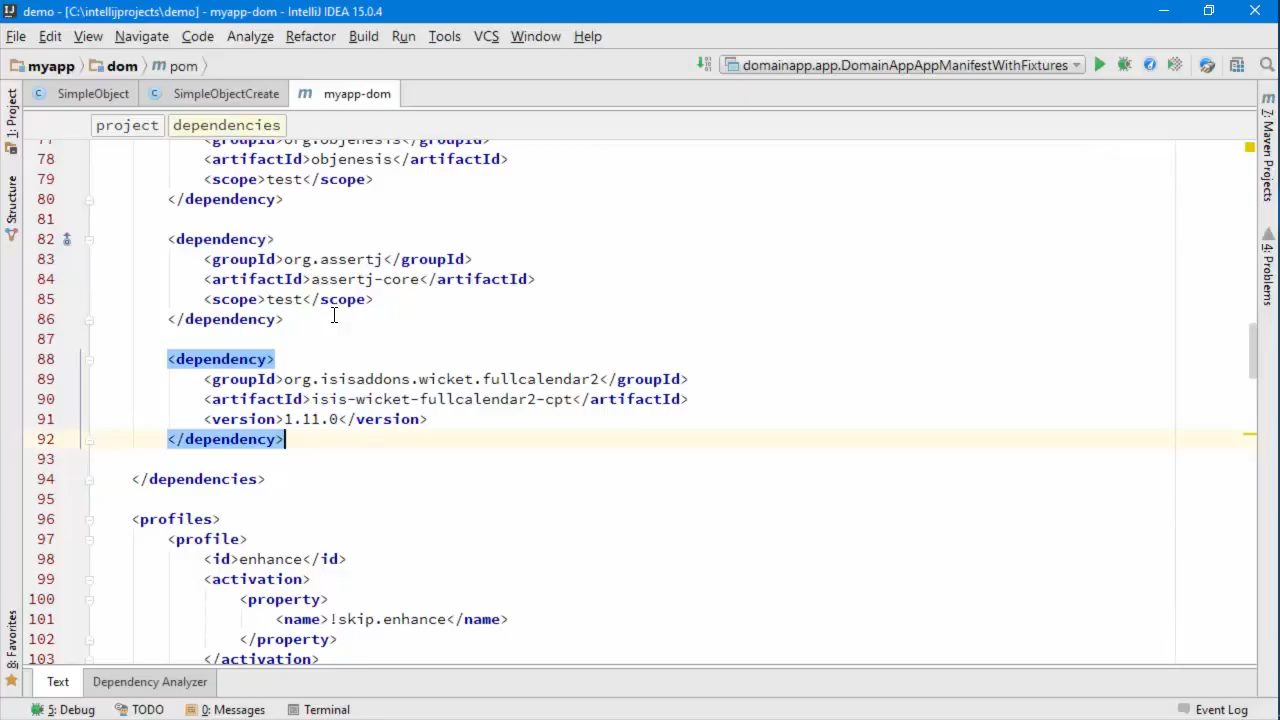 demo - [C:\intellijprojects\demo] - myapp-dom - IntelliJ IDEA 15.0.4
File Edit View Navigate Code Analyze Refactor Build Run Tools VCS Window Help
myapp dom m pom domainapp.app.DomainAppAppManifestWithFixtures
C SimpleObject C SimpleObjectCreate m myapp-dom
project dependencies
1: Project
Structure
8: Favorites
77 <groupId>org.objenesis</groupId>
78 <artifactId>objenesis</artifactId>
79 <scope>test</scope>
80 </dependency>
81
82 <dependency>
83 <groupId>org.assertj</groupId>
84 <artifactId>assertj-core</artifactId>
85 <scope>test</scope>
86 </dependency>
87
88 <dependency>
89 <groupId>org.isisaddons.wicket.fullcalendar2</groupId>
90 <artifactId>isis-wicket-fullcalendar2-cpt</artifactId>
91 <version>1.11.0</version>
92 </dependency>
93
94 </dependencies>
95
96 <profiles>
97 <profile>
98 <id>enhance</id>
99 <activation>
100 <property>
101 <name>!skip.enhance</name>
102 </property>
103 </activation>
m 7: Maven Projects
4: Problems
Text Dependency Analyzer
5: Debug TODO 0: Messages Terminal Event Log